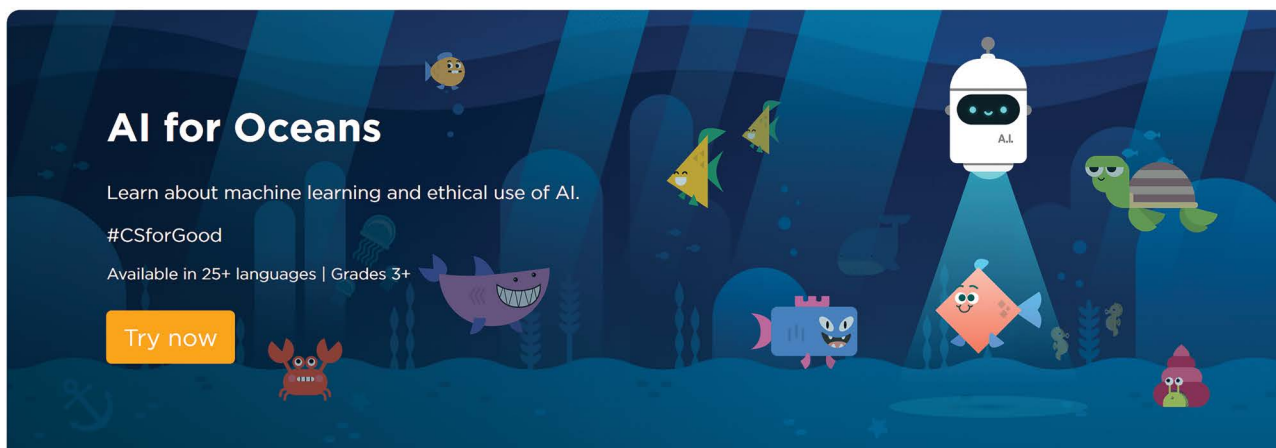 AI for Oceans
Learn about machine learning and ethical use of AI.
#CSforGood
Available in 25+ languages | Grades 3+
Try now
A.I.